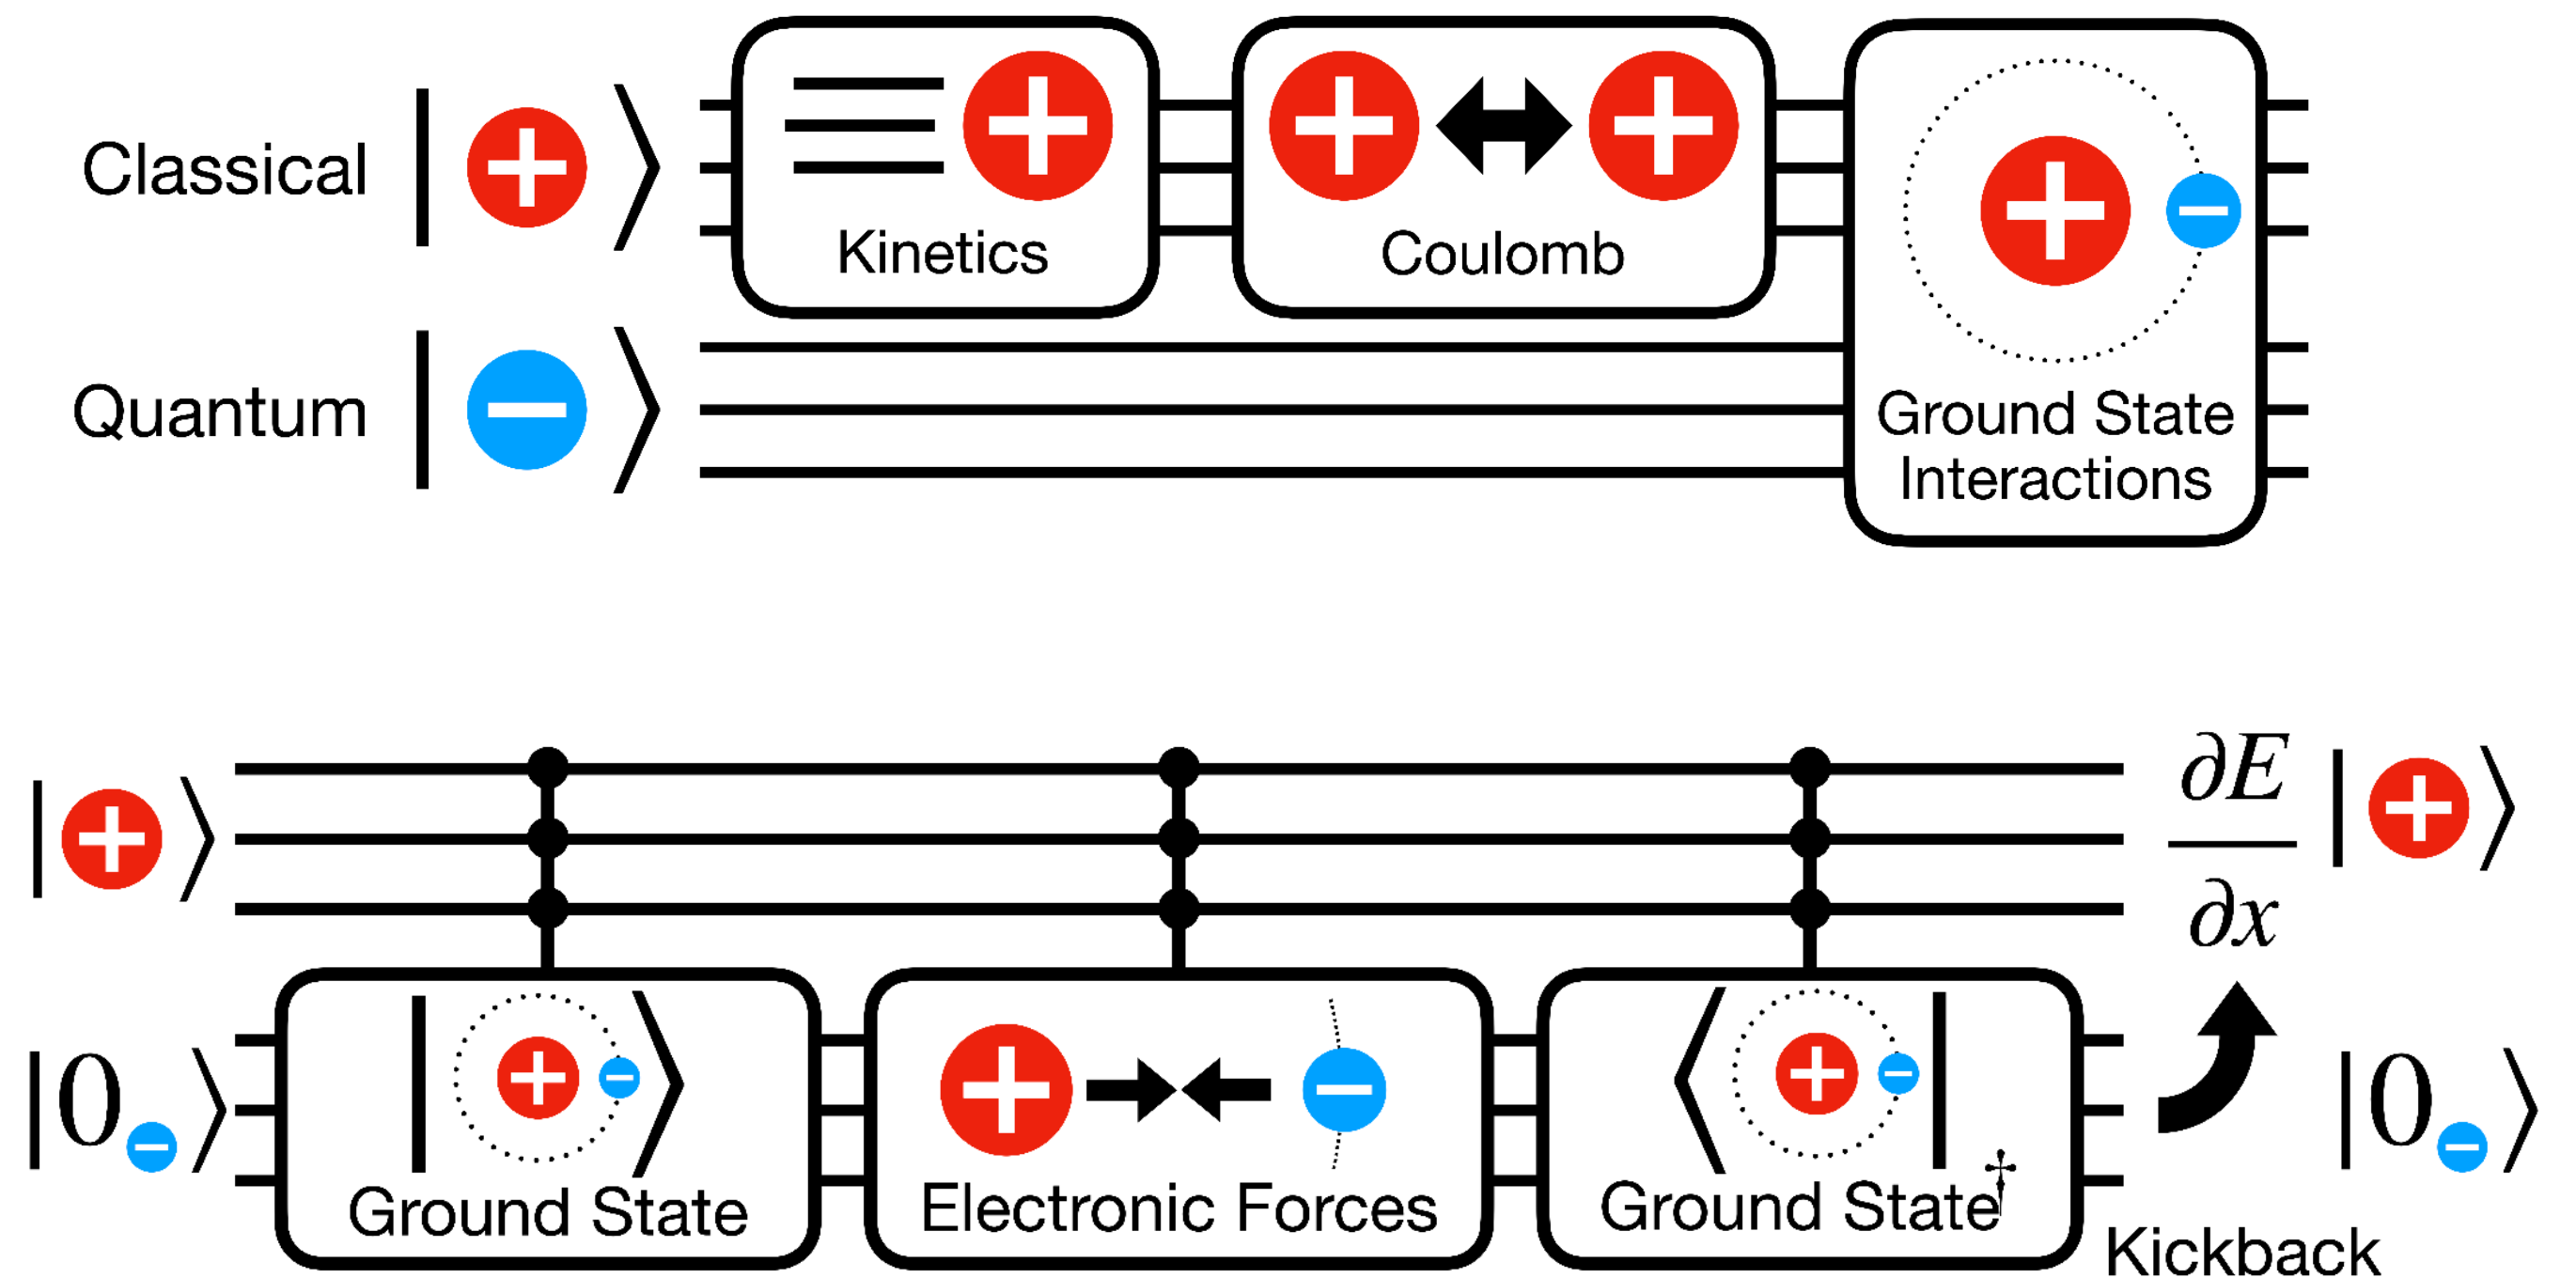 Classical | + ⟩
Kinetics
Coulomb
Quantum | − ⟩
Ground State
Interactions
| + ⟩
∂E/∂x | + ⟩
|0−⟩
| + − ⟩
Ground State
+ −
Electronic Forces
⟨ + − |
Ground State†
|0−⟩
Kickback